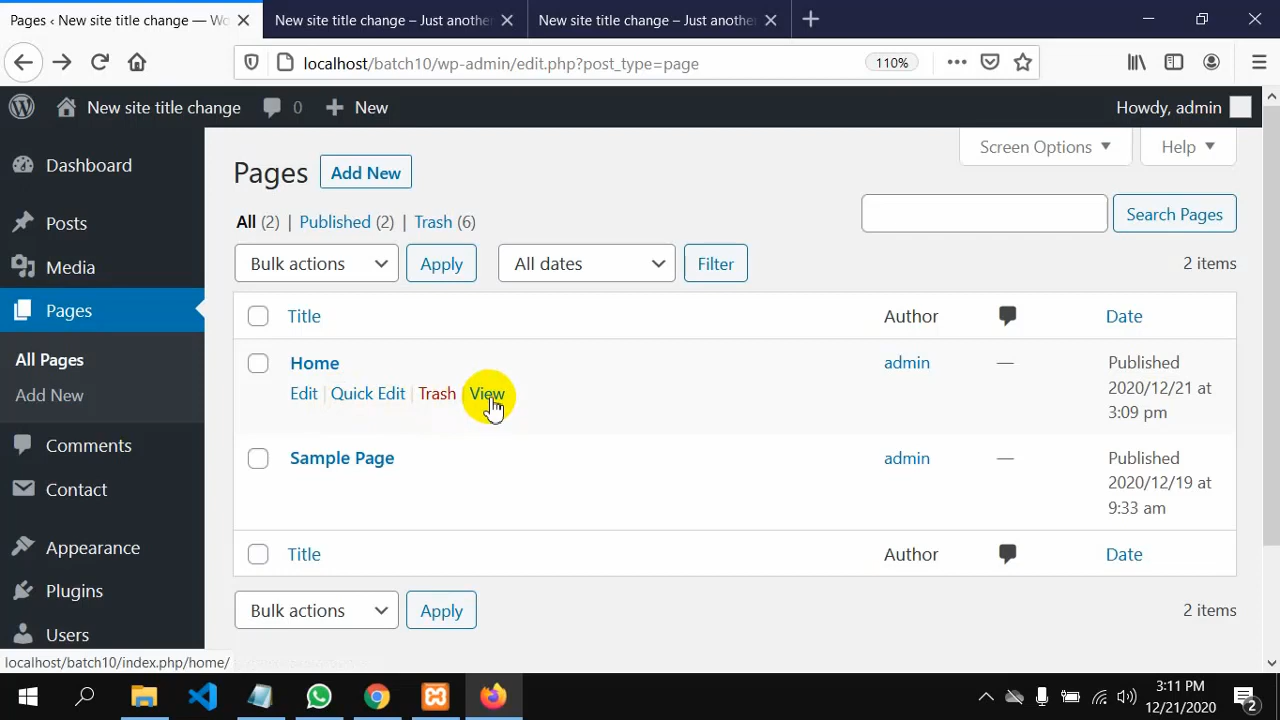 Pages ‹ New site title change — Wo
New site title change – Just another
New site title change – Just another
localhost/batch10/wp-admin/edit.php?post_type=page
110%
New site title change
0
New
Howdy, admin
Dashboard
Posts
Media
Pages
All Pages
Add New
Comments
Contact
Appearance
Plugins
Users
Screen Options
Help
Pages
Add New
All (2) | Published (2) | Trash (6)
Search Pages
Bulk actions
Apply
All dates
Filter
2 items
Title
Author
Date
Home
admin
—
Published
2020/12/21 at
3:09 pm
Edit | Quick Edit | Trash | View
Sample Page
admin
—
Published
2020/12/19 at
9:33 am
Title
Author
Date
Bulk actions
Apply
2 items
localhost/batch10/index.php/home/
3:11 PM
12/21/2020
2